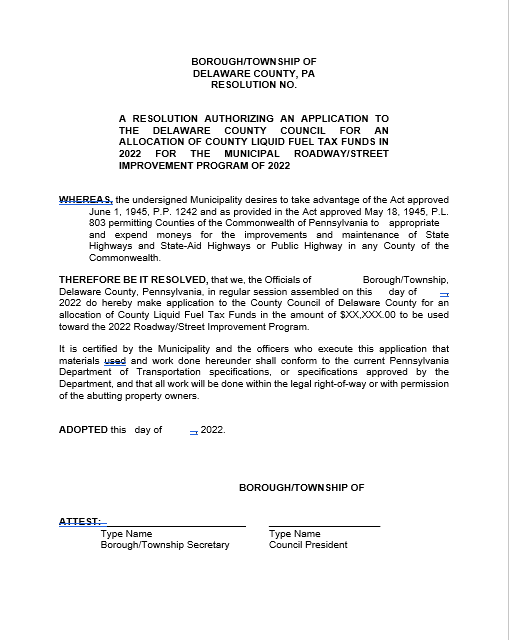 BOROUGH/TOWNSHIP OF
DELAWARE COUNTY, PA
RESOLUTION NO.
A RESOLUTION AUTHORIZING AN APPLICATION TO
THE DELAWARE COUNTY COUNCIL FOR AN
ALLOCATION OF COUNTY LIQUID FUEL TAX FUNDS IN
2022 FOR THE MUNICIPAL ROADWAY/STREET
IMPROVEMENT PROGRAM OF 2022
WHEREAS, the undersigned Municipality desires to take advantage of the Act approved
June 1, 1945, P.P. 1242 and as provided in the Act approved May 18, 1945, P.L.
803 permitting Counties of the Commonwealth of Pennsylvania to appropriate
and expend moneys for the improvements and maintenance of State
Highways and State-Aid Highways or Public Highway in any County of the
Commonwealth.
THEREFORE BE IT RESOLVED, that we, the Officials of Borough/Township,
Delaware County, Pennsylvania, in regular session assembled on this day of ,
2022 do hereby make application to the County Council of Delaware County for an
allocation of County Liquid Fuel Tax Funds in the amount of $XX,XXX.00 to be used
toward the 2022 Roadway/Street Improvement Program.
It is certified by the Municipality and the officers who execute this application that
materials used and work done hereunder shall conform to the current Pennsylvania
Department of Transportation specifications, or specifications approved by the
Department, and that all work will be done within the legal right-of-way or with permission
of the abutting property owners.
ADOPTED this day of , 2022.
BOROUGH/TOWNSHIP OF
ATTEST:
Type Name Type Name
Borough/Township Secretary Council President